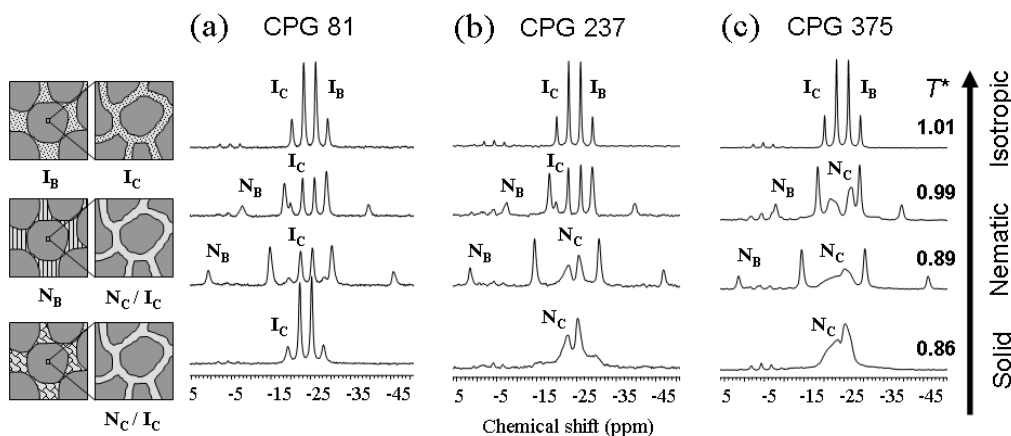 (a) CPG 81
(b) CPG 237
(c) CPG 375
I_B I_C
N_B N_C / I_C
N_C / I_C
I_C I_B
I_C I_B
I_C I_B
T*
1.01
N_B I_C
N_B I_C
N_B N_C
0.99
N_B I_C
N_B N_C
N_B N_C
0.89
I_C
N_C
N_C
0.86
5 -5 -15 -25 -35 -45
5 -5 -15 -25 -35 -45
5 -5 -15 -25 -35 -45
Chemical shift (ppm)
Isotropic
Nematic
Solid